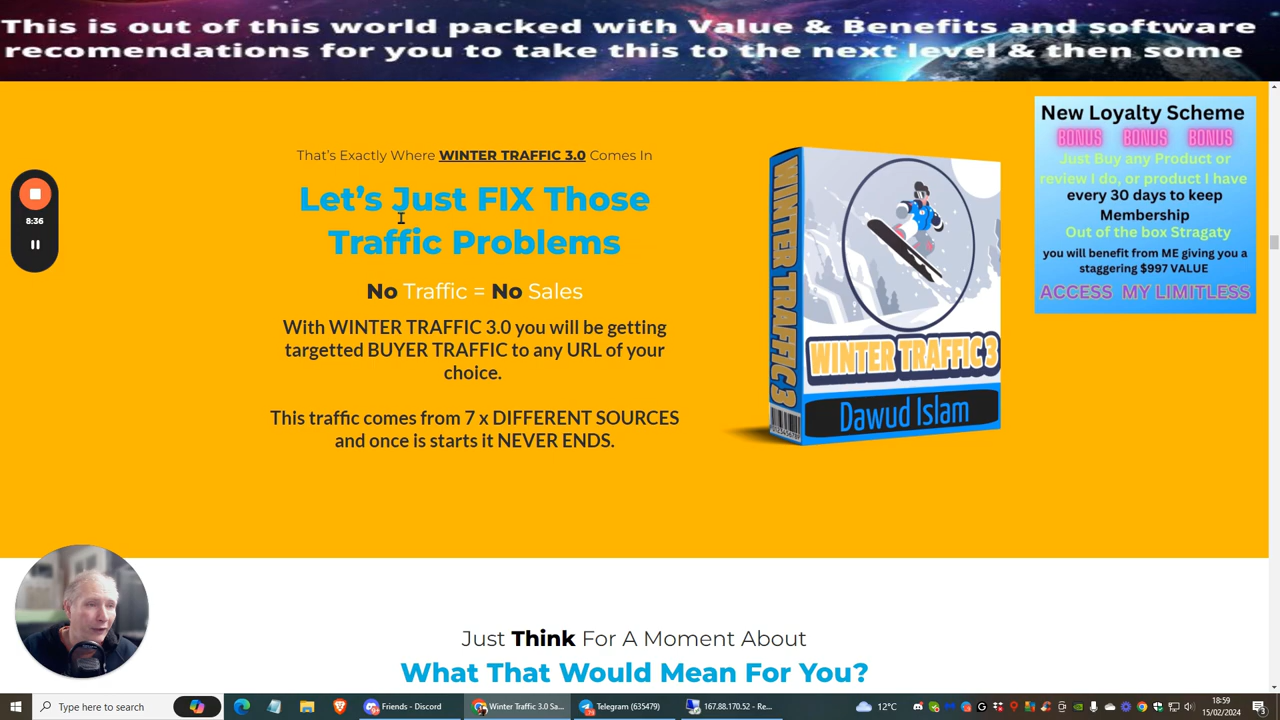 This is out of this world packed with Value & Benefits and software
recomendations for you to take this to the next level & then some
That's Exactly Where WINTER TRAFFIC 3.0 Comes In
Let's Just FIX Those
Traffic Problems
No Traffic = No Sales
With WINTER TRAFFIC 3.0 you will be getting
targetted BUYER TRAFFIC to any URL of your
choice.
This traffic comes from 7 x DIFFERENT SOURCES
and once is starts it NEVER ENDS.
WINTER TRAFFIC 3
WINTER TRAFFIC 3
Dawud Islam
New Loyalty Scheme
BONUS BONUS BONUS
Just Buy any Product or
review I do, or product I have
every 30 days to keep
Membership
Out of the box Stragaty
you will benefit from ME giving you a
staggering $997 VALUE
ACCESS MY LIMITLESS
8:36
Just Think For A Moment About
What That Would Mean For You?
Type here to search
Friends - Discord
Winter Traffic 3.0 Sa...
Telegram (635479)
167.88.170.52 - Re...
12°C
18:59
15/02/2024